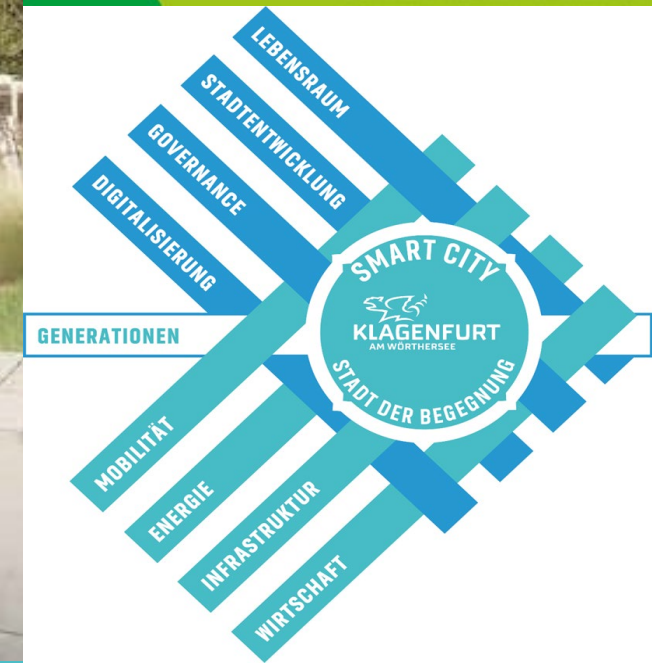 LEBENSRAUM
STADTENTWICKLUNG
GOVERNANCE
DIGITALISIERUNG
GENERATIONEN
MOBILITÄT
ENERGIE
INFRASTRUKTUR
WIRTSCHAFT
SMART CITY
KLAGENFURT
AM WÖRTHERSEE
STADT DER BEGEGNUNG